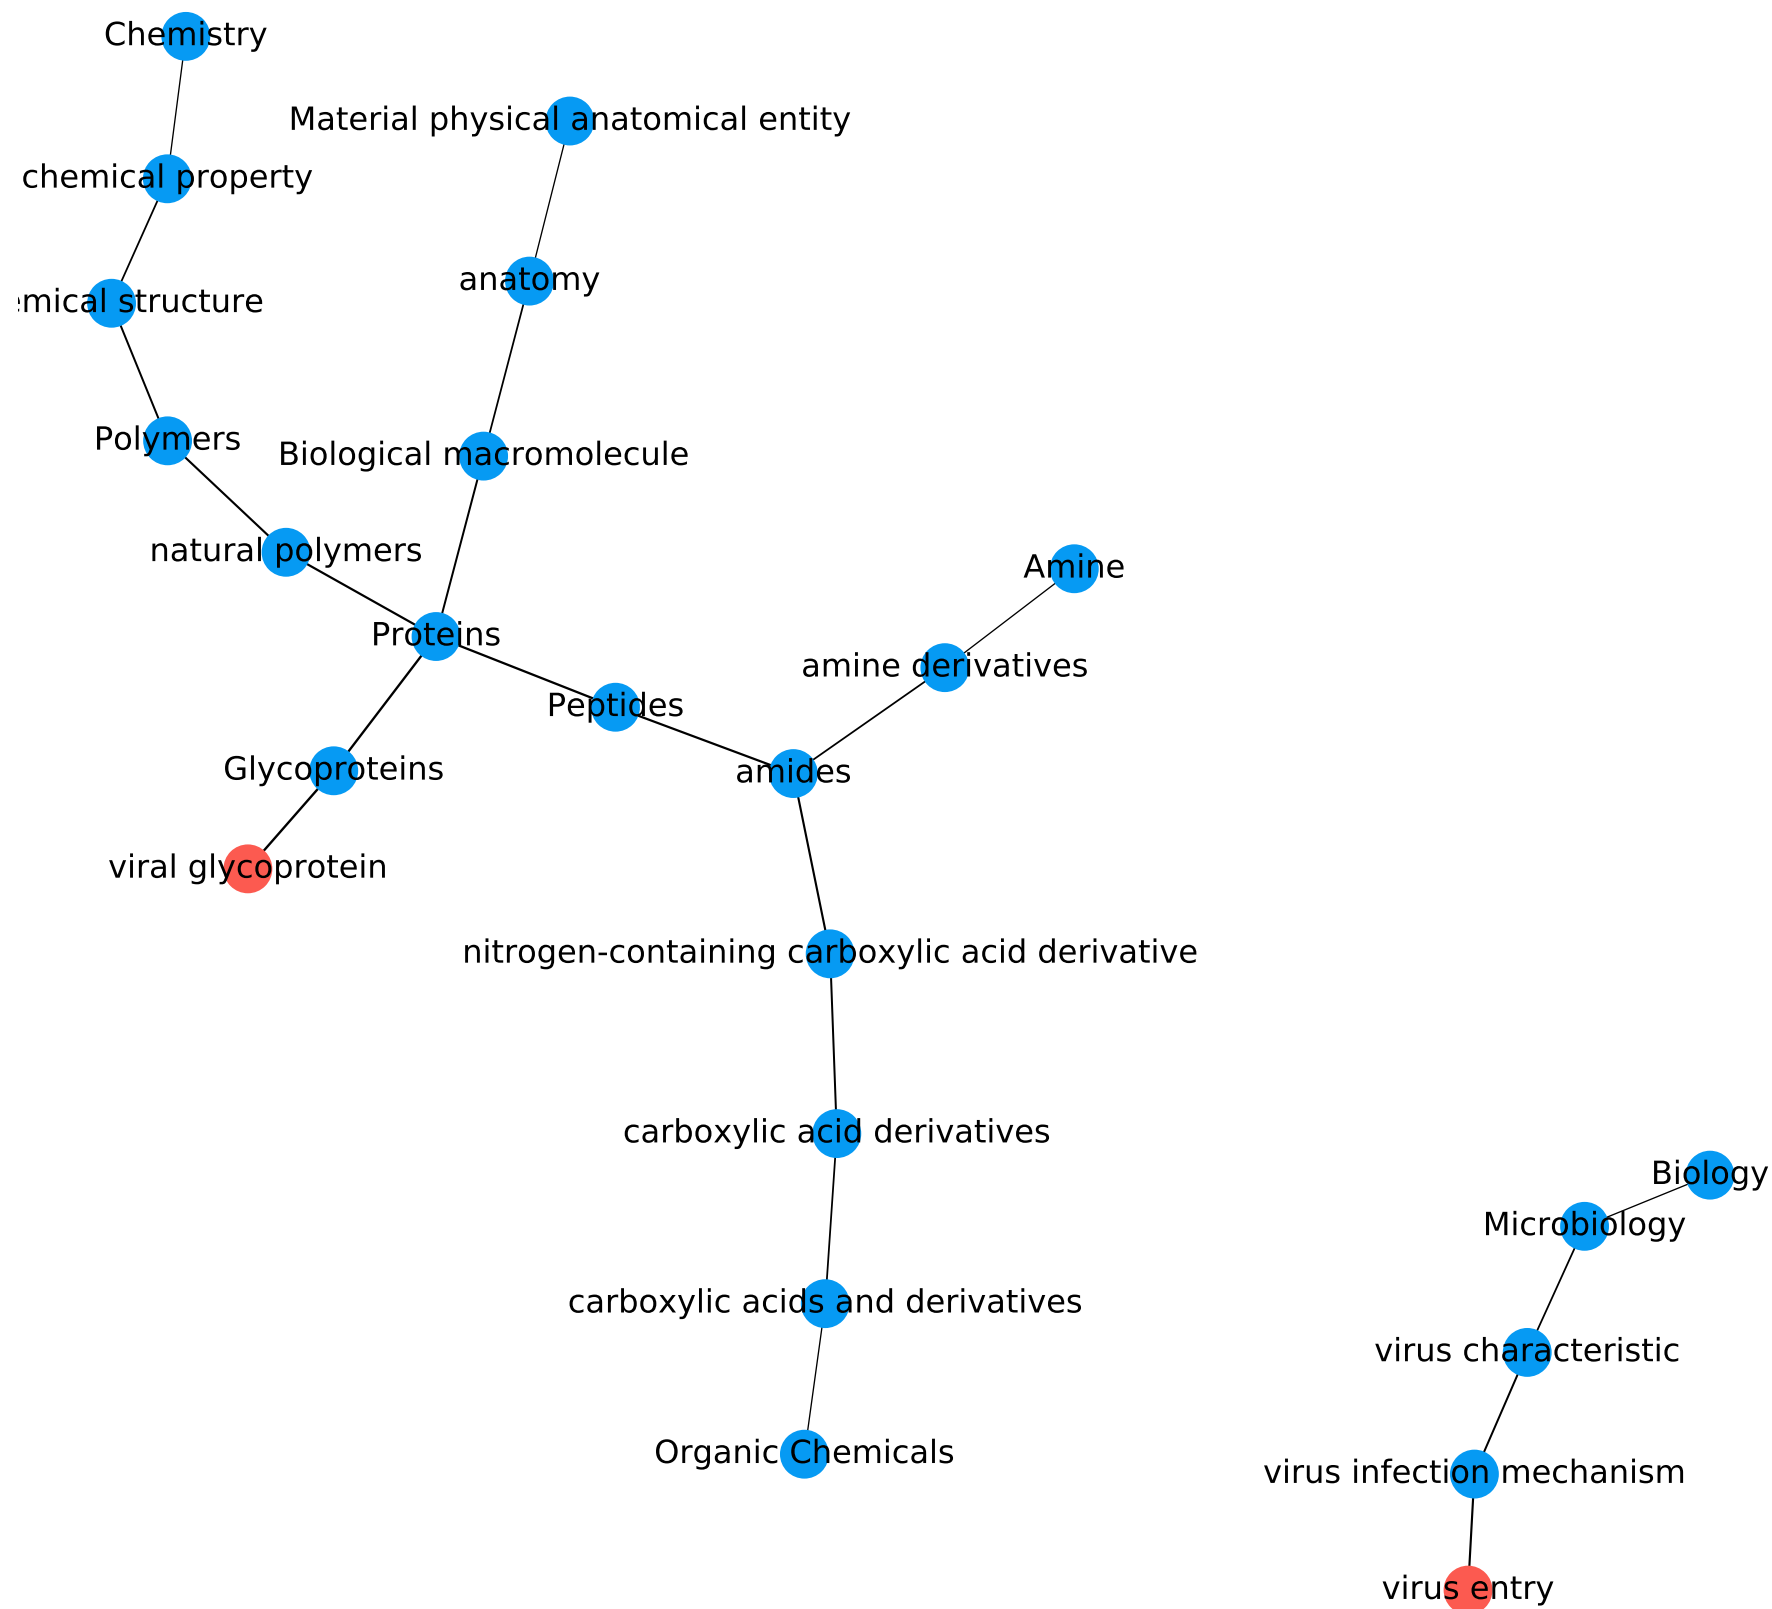 Chemistry
Material physical anatomical entity
chemical property
anatomy
emical structure
Polymers
Biological macromolecule
natural polymers
Amine
Proteins
amine derivatives
Peptides
Glycoproteins
amides
viral glycoprotein
nitrogen-containing carboxylic acid derivative
carboxylic acid derivatives
Biology
Microbiology
carboxylic acids and derivatives
virus characteristic
Organic Chemicals
virus infection mechanism
virus entry